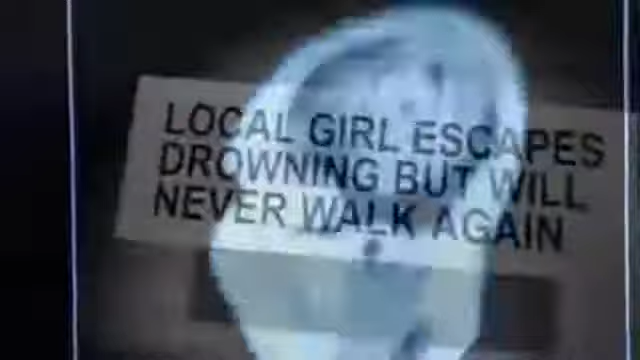 LOCAL GIRL ESCAPES
DROWNING BUT WILL
NEVER WALK AGAIN